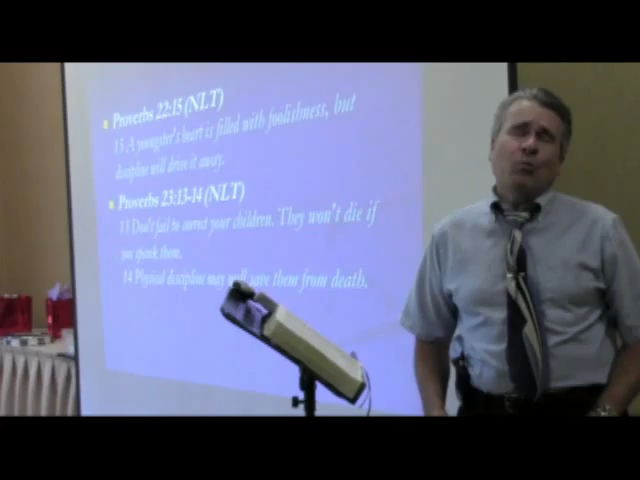 Proverbs 22:15 (NLT)
15 A youngster's heart is filled with foolishness, but
discipline will drive it away.
Proverbs 23:13-14 (NLT)
13 Don't fail to correct your children. They won't die if
you spank them.
14 Physical discipline may well save them from death.